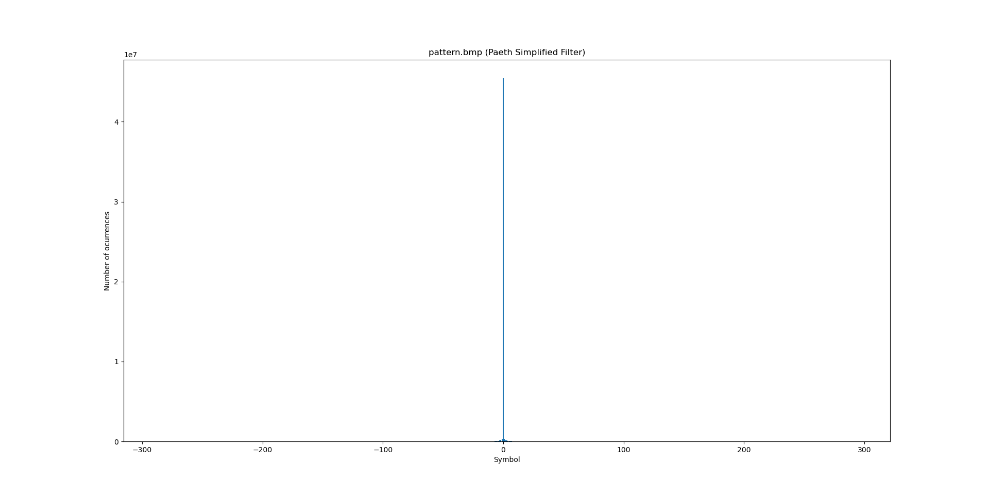 pattern.bmp (Paeth Simplified Filter)
1e7
4
3
2
1
0
Number of ocurrences
−300 −200 −100 0 100 200 300
Symbol